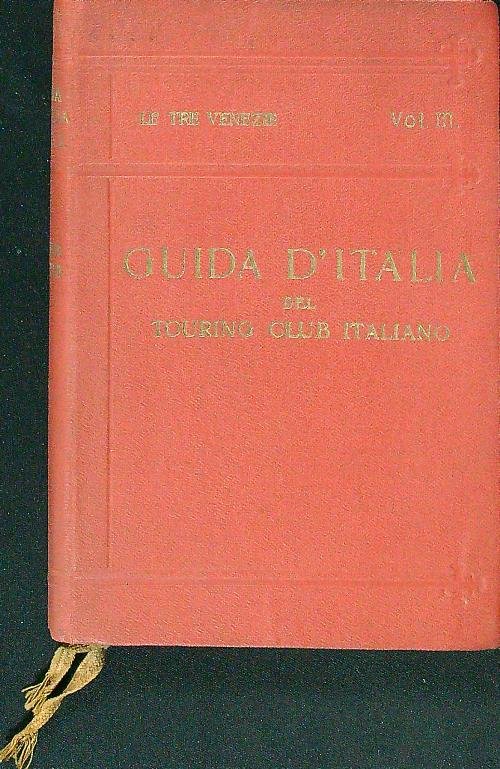 LE TRE VENEZIE Vol. III.
GUIDA D'ITALIA
DEL
TOURING CLUB ITALIANO